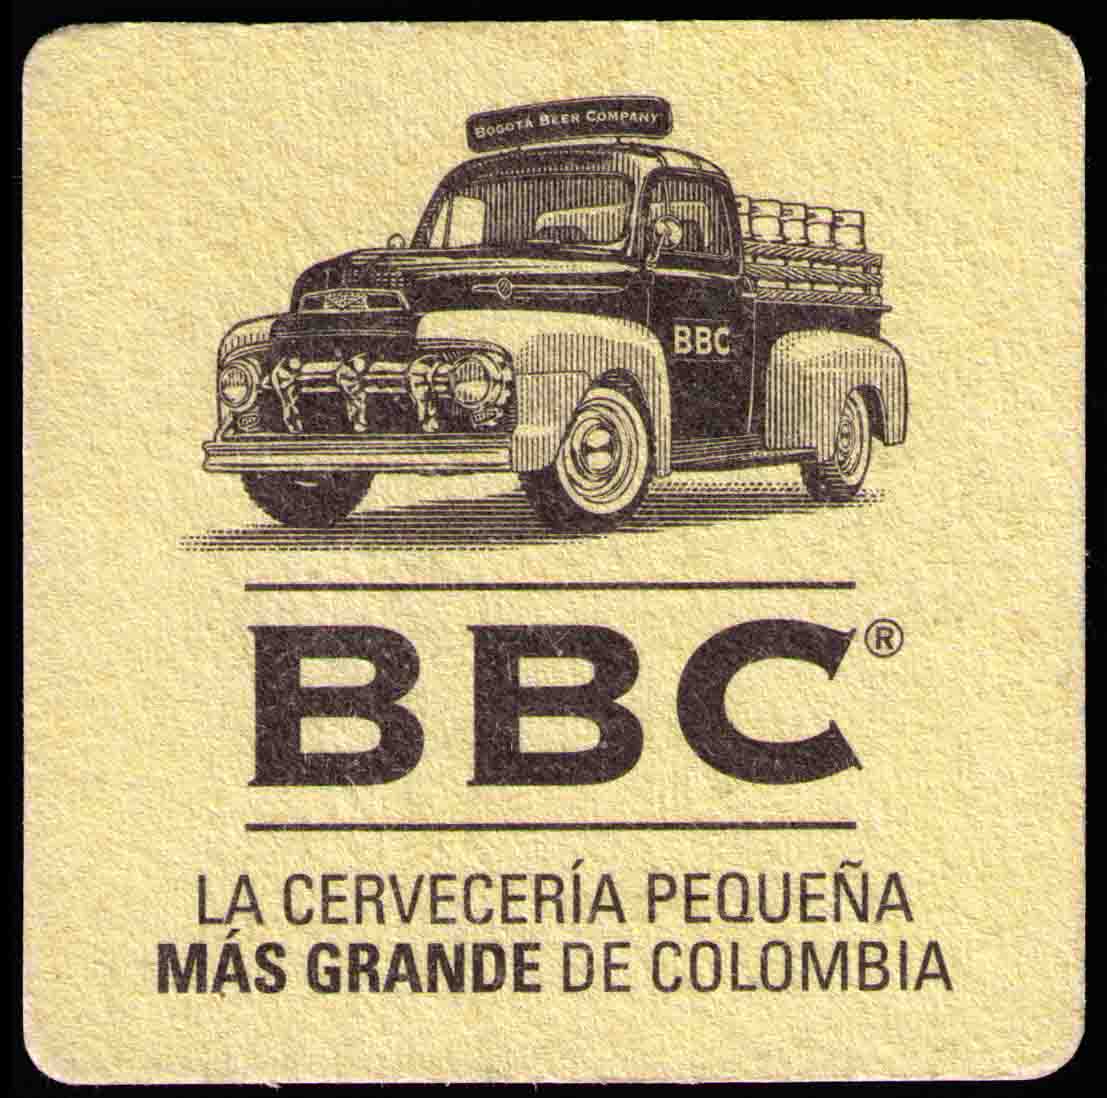 BOGOTÁ BEER COMPANY
BBC
BBC®
LA CERVECERÍA PEQUEÑA
MÁS GRANDE DE COLOMBIA